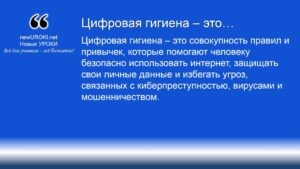 Цифровая гигиена – это…
newUROKI.net
Новые УРОКИ
Всё для учителя – всё бесплатно!
Цифровая гигиена – это совокупность правил и
привычек, которые помогают человеку
безопасно использовать интернет, защищать
свои личные данные и избегать угроз,
связанных с киберпреступностью, вирусами и
мошенничеством.